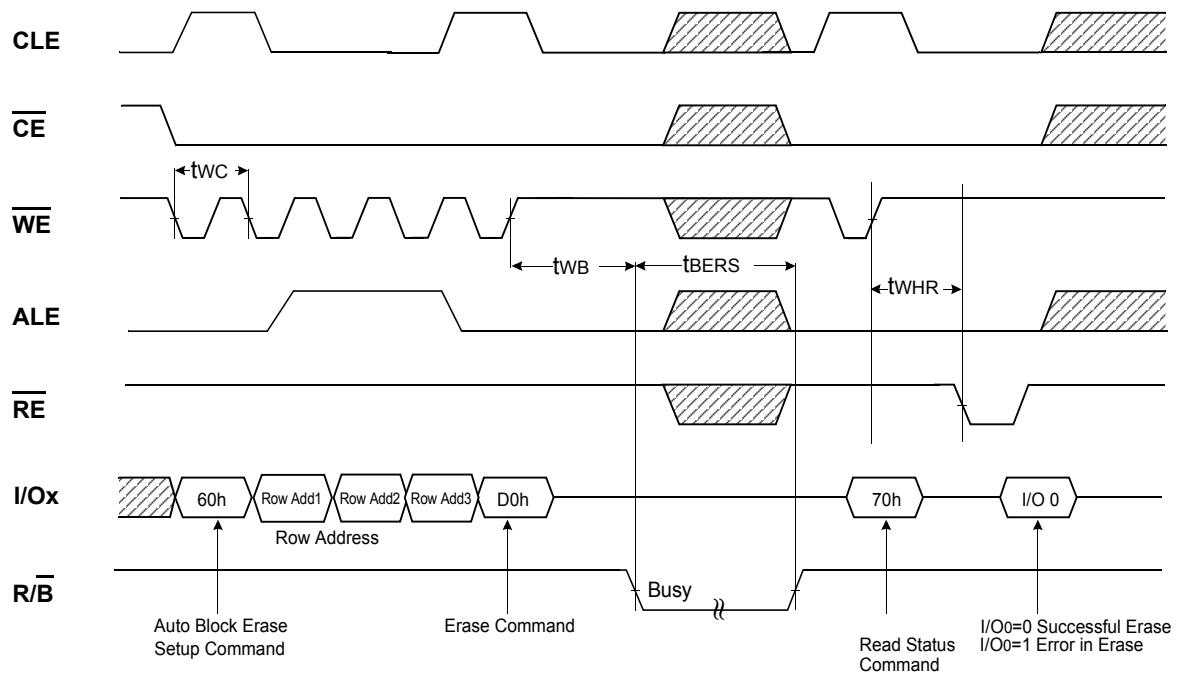 CLE
CE
tWC
WE
tWB
tBERS
tWHR
ALE
RE
I/Ox
60h
Row Add1
Row Add2
Row Add3
D0h
70h
I/O 0
Row Address
R/B
Busy
Auto Block Erase
Setup Command
Erase Command
Read Status
Command
I/O0=0 Successful Erase
I/O0=1 Error in Erase